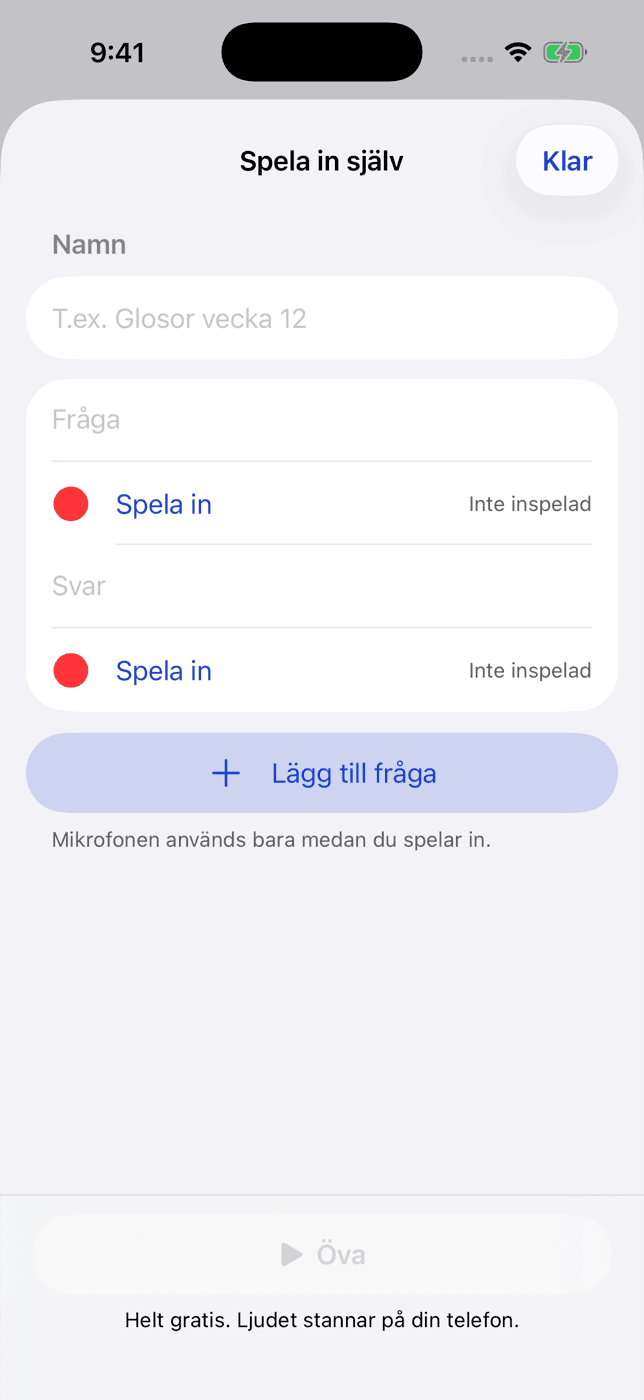 9:41
Spela in själv
Klar
Namn
T.ex. Glosor vecka 12
Fråga
Spela in
Inte inspelad
Svar
Spela in
Inte inspelad
Lägg till fråga
Mikrofonen används bara medan du spelar in.
Öva
Helt gratis. Ljudet stannar på din telefon.